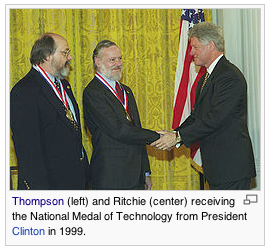 Thompson (left) and Ritchie (center) receiving
the National Medal of Technology from President
Clinton in 1999.